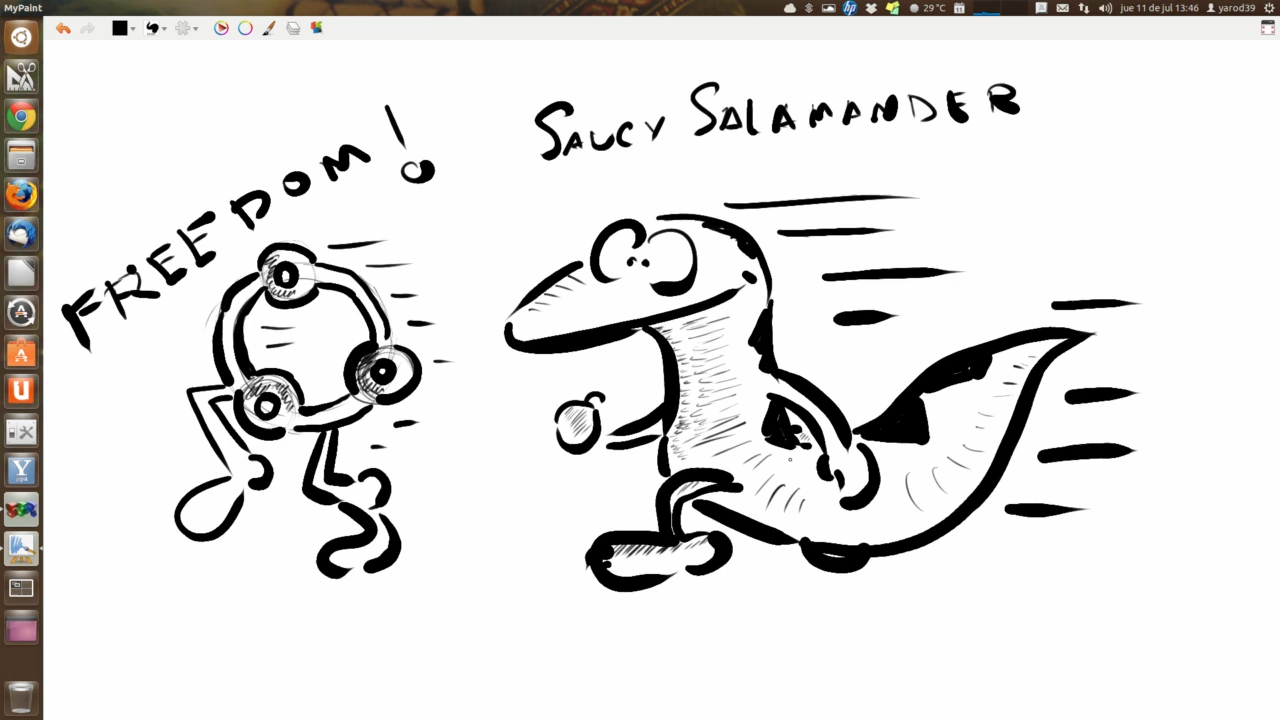 MyPaint
29 °C
jue 11 de jul 13:46
yarod39
FREEDOM!
SAUCY SALAMANDER